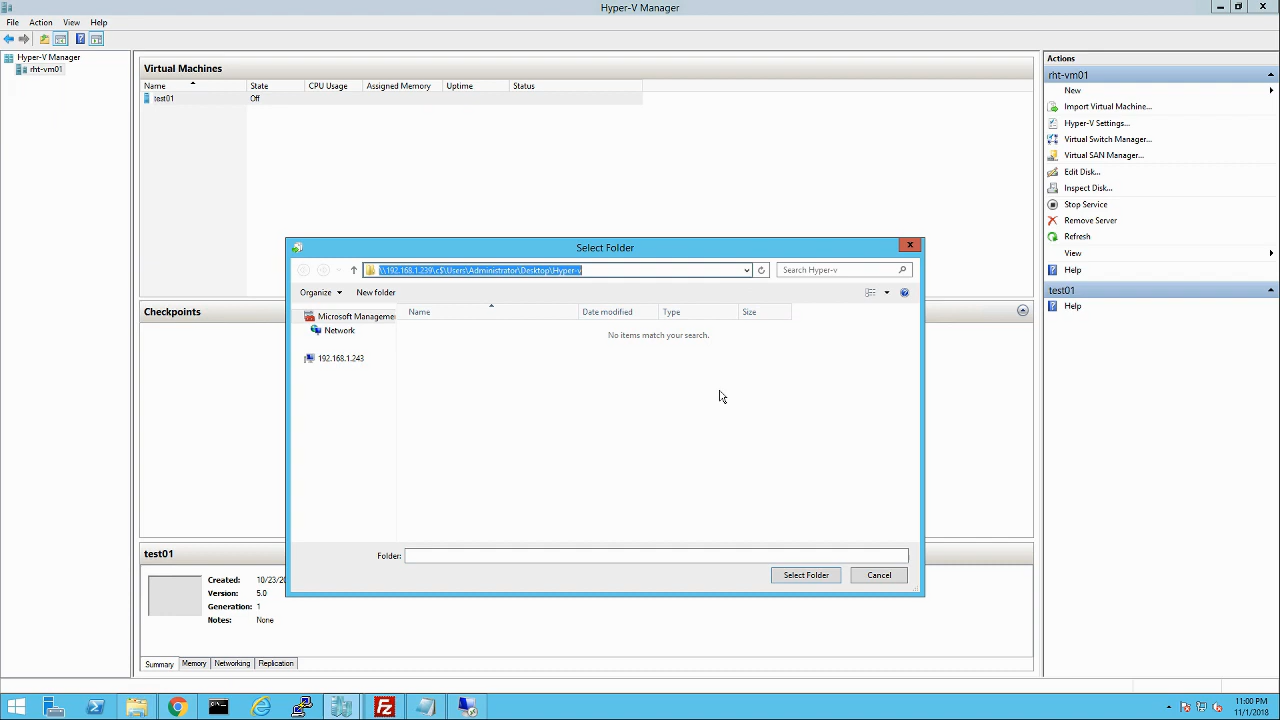 Hyper-V Manager
File Action View Help
Hyper-V Manager
rht-vm01
Virtual Machines
Name State CPU Usage Assigned Memory Uptime Status
test01 Off
Checkpoints
test01
Created: 10/23/20
Version: 5.0
Generation: 1
Notes: None
Summary Memory Networking Replication
Select Folder
\\192.168.1.239\c$\Users\Administrator\Desktop\Hyper-v
Search Hyper-v
Organize New folder
Microsoft Manageme
Network
192.168.1.243
Name Date modified Type Size
No items match your search.
Folder:
Select Folder Cancel
Actions
rht-vm01
New
Import Virtual Machine...
Hyper-V Settings...
Virtual Switch Manager...
Virtual SAN Manager...
Edit Disk...
Inspect Disk...
Stop Service
Remove Server
Refresh
View
Help
test01
Help
11:00 PM
11/1/2018